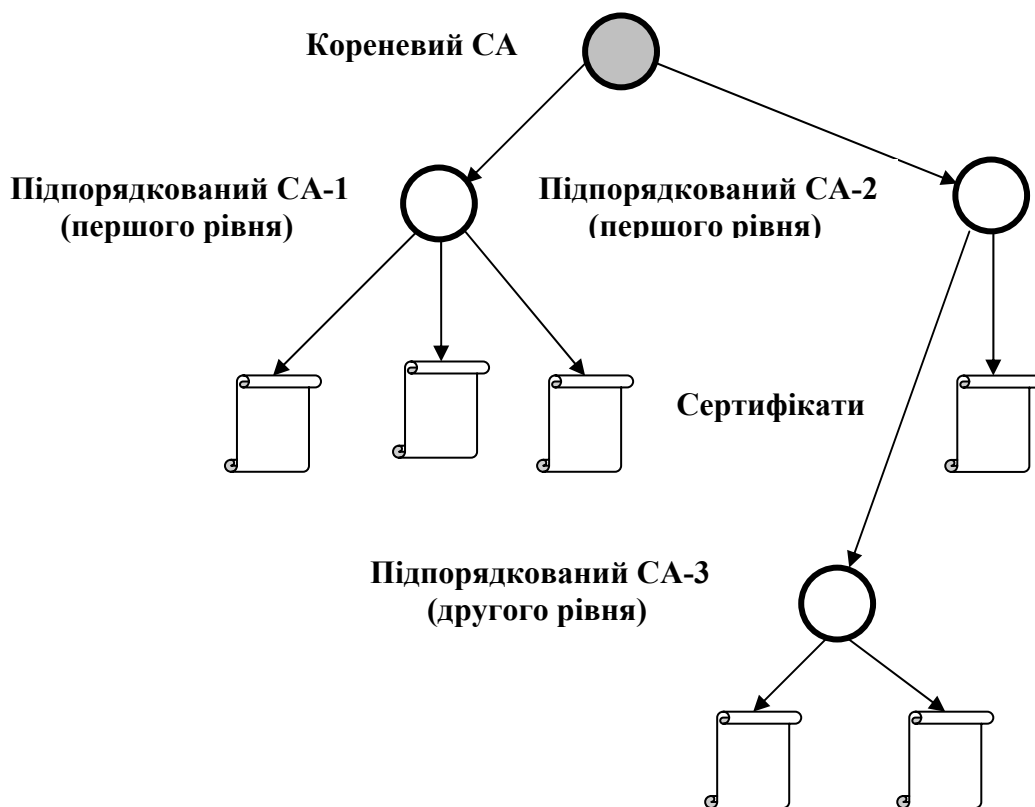 Кореневий СА
Підпорядкований СА-1
(першого рівня)
Підпорядкований СА-2
(першого рівня)
Сертифікати
Підпорядкований СА-3
(другого рівня)